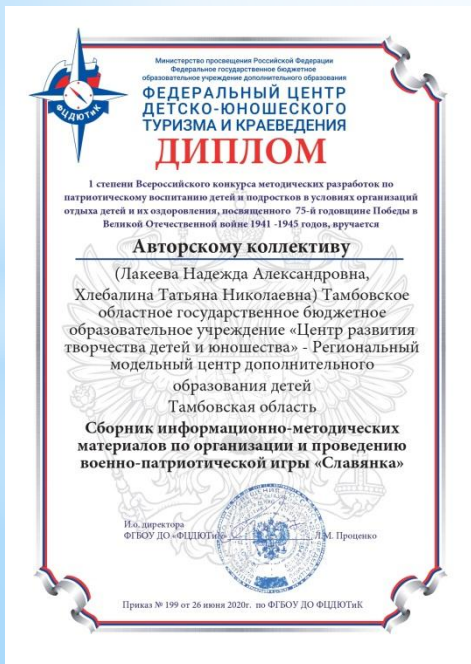 Министерство просвещения Российской Федерации
Федеральное государственное бюджетное
образовательное учреждение дополнительного образования
ФЕДЕРАЛЬНЫЙ ЦЕНТР
ДЕТСКО-ЮНОШЕСКОГО
ТУРИЗМА И КРАЕВЕДЕНИЯ
ФЦДЮТиК
ДИПЛОМ
1 степени Всероссийского конкурса методических разработок по
патриотическому воспитанию детей и подростков в условиях организаций
отдыха детей и их оздоровления, посвященного 75-й годовщине Победы в
Великой Отечественной войне 1941 -1945 годов, вручается
Авторскому коллективу
(Лакеева Надежда Александровна,
Хлебалина Татьяна Николаевна) Тамбовское
областное государственное бюджетное
образовательное учреждение «Центр развития
творчества детей и юношества» - Региональный
модельный центр дополнительного
образования детей
Тамбовская область
Сборник информационно-методических
материалов по организации и проведению
военно-патриотической игры «Славянка»
И.о. директора
ФГБОУ ДО «ФЦДЮТиК» Л.М. Проценко
Приказ № 199 от 26 июня 2020г. по ФГБОУ ДО ФЦДЮТиК